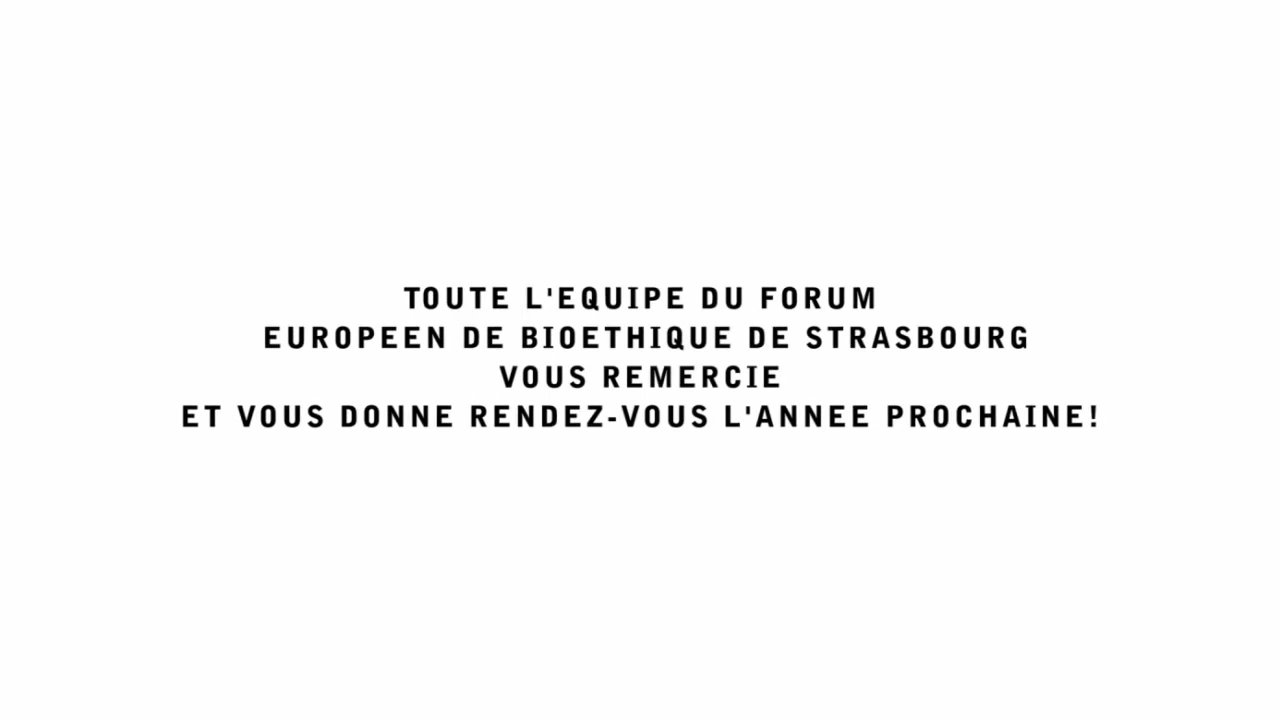 TOUTE L'EQUIPE DU FORUM
EUROPEEN DE BIOETHIQUE DE STRASBOURG
VOUS REMERCIE
ET VOUS DONNE RENDEZ-VOUS L'ANNEE PROCHAINE!